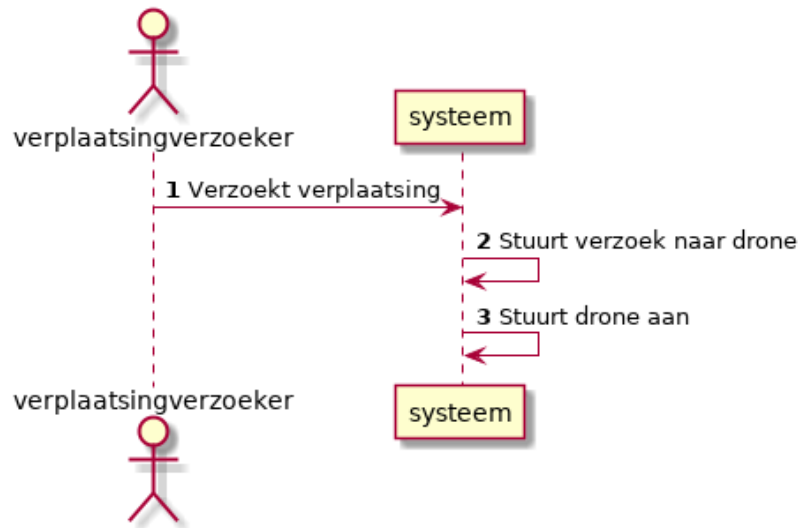 verplaatsingverzoeker
systeem
1 Verzoekt verplaatsing
2 Stuurt verzoek naar drone
3 Stuurt drone aan
verplaatsingverzoeker
systeem